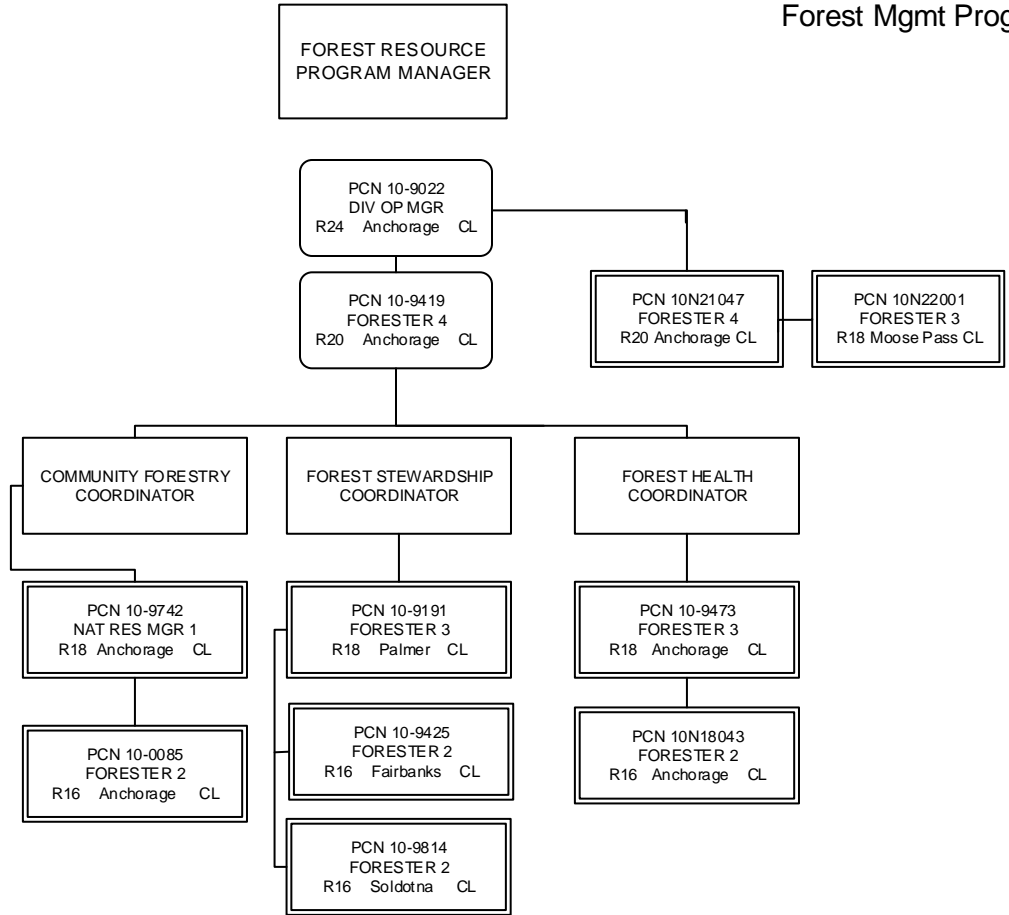 Forest Mgmt Prog
FOREST RESOURCE
PROGRAM MANAGER
PCN 10-9022
DIV OP MGR
R24 Anchorage CL
PCN 10-9419
FORESTER 4
R20 Anchorage CL
PCN 10N21047
FORESTER 4
R20 Anchorage CL
PCN 10N22001
FORESTER 3
R18 Moose Pass CL
COMMUNITY FORESTRY
COORDINATOR
FOREST STEWARDSHIP
COORDINATOR
FOREST HEALTH
COORDINATOR
PCN 10-9742
NAT RES MGR 1
R18 Anchorage CL
PCN 10-9191
FORESTER 3
R18 Palmer CL
PCN 10-9473
FORESTER 3
R18 Anchorage CL
PCN 10-0085
FORESTER 2
R16 Anchorage CL
PCN 10-9425
FORESTER 2
R16 Fairbanks CL
PCN 10N18043
FORESTER 2
R16 Anchorage CL
PCN 10-9814
FORESTER 2
R16 Soldotna CL